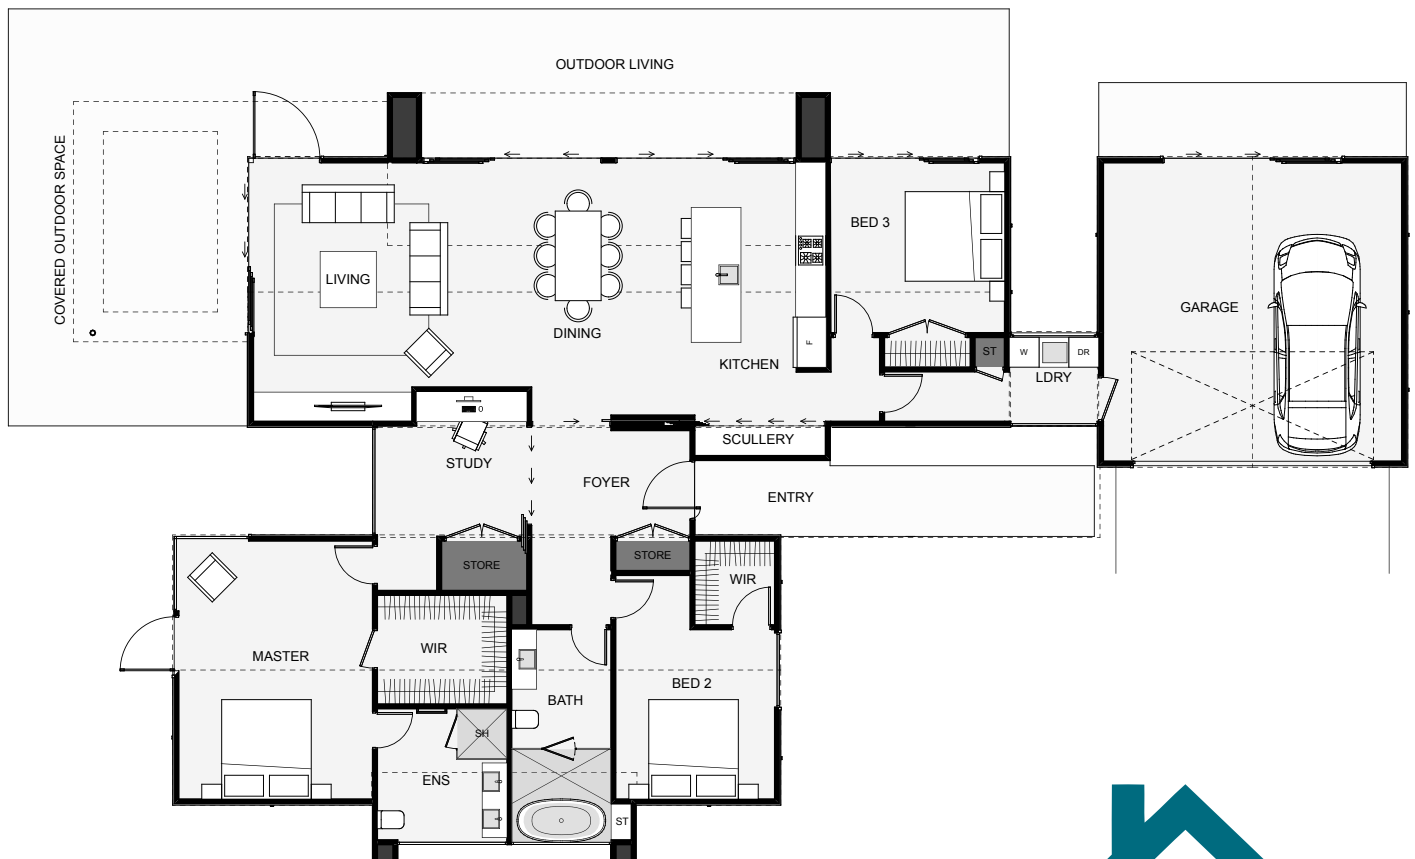 OUTDOOR LIVING
COVERED OUTDOOR SPACE
BED 3
LIVING
GARAGE
DINING
F
KITCHEN
ST
W
DR
LDRY
0
SCULLERY
STUDY
FOYER
ENTRY
STORE
STORE
WIR
WIR
MASTER
BED 2
BATH
SH
ENS
ST